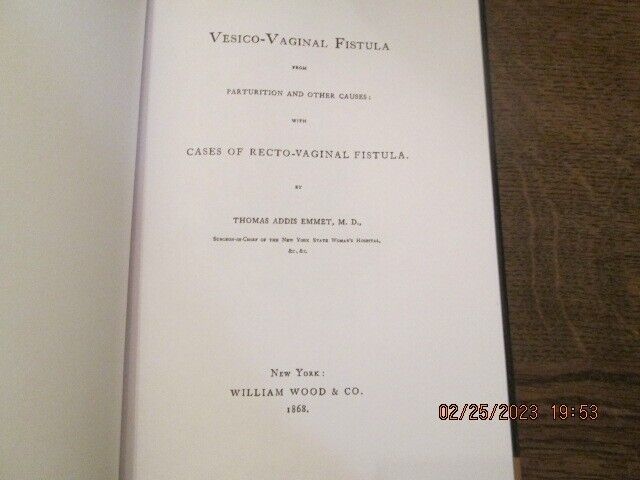 VESICO-VAGINAL FISTULA
FROM
PARTURITION AND OTHER CAUSES:
WITH
CASES OF RECTO-VAGINAL FISTULA.
BY
THOMAS ADDIS EMMET, M. D.,
SURGEON-IN-CHIEF OF THE NEW YORK STATE WOMAN'S HOSPITAL,
&C., &C.
NEW YORK:
WILLIAM WOOD & CO.
1868.
02/25/2023 19:53